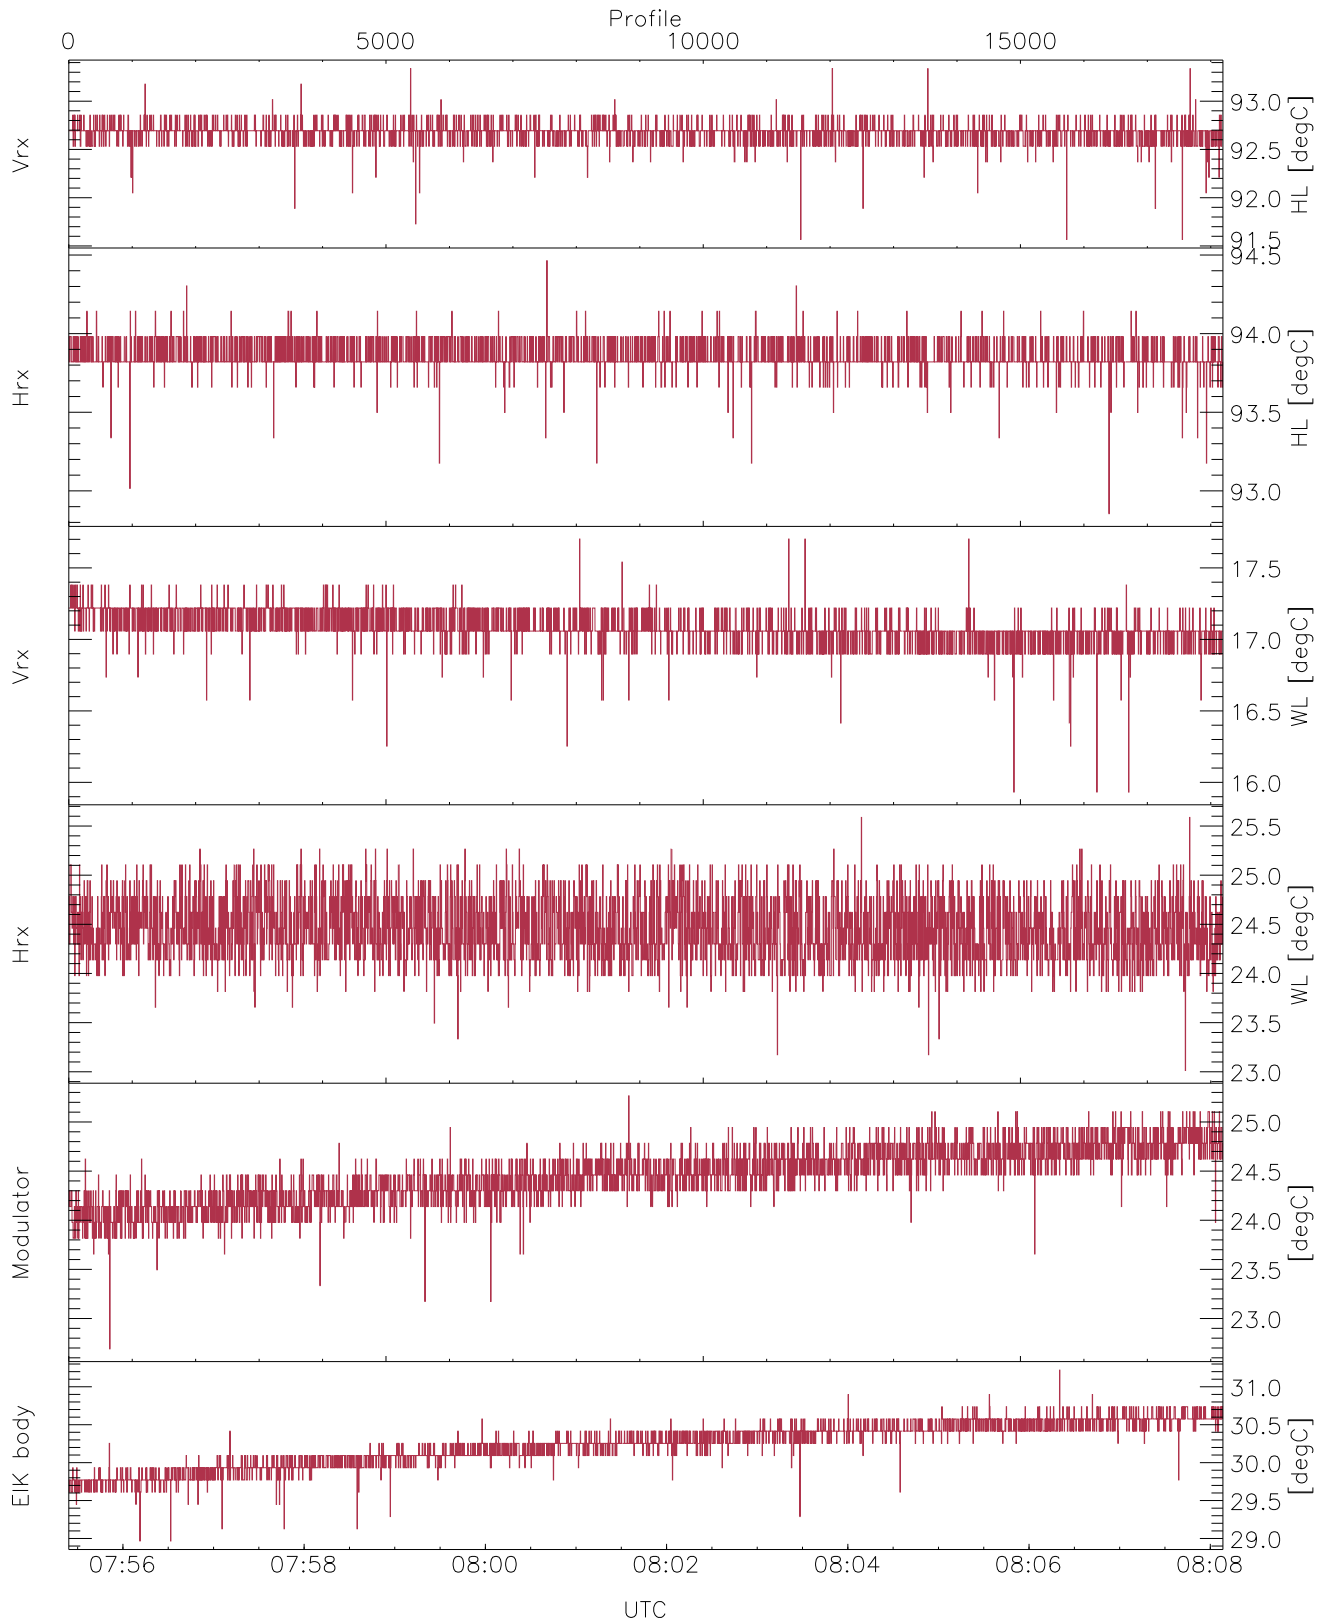 Profile
0 5000 10000 15000
Vrx
93.0
92.5
92.0
91.5
HL [degC]
Hrx
94.5
94.0
93.5
93.0
HL [degC]
Vrx
17.5
17.0
16.5
16.0
WL [degC]
Hrx
25.5
25.0
24.5
24.0
23.5
23.0
WL [degC]
Modulator
25.0
24.5
24.0
23.5
23.0
[degC]
EIK body
31.0
30.5
30.0
29.5
29.0
[degC]
07:56 07:58 08:00 08:02 08:04 08:06 08:08
UTC